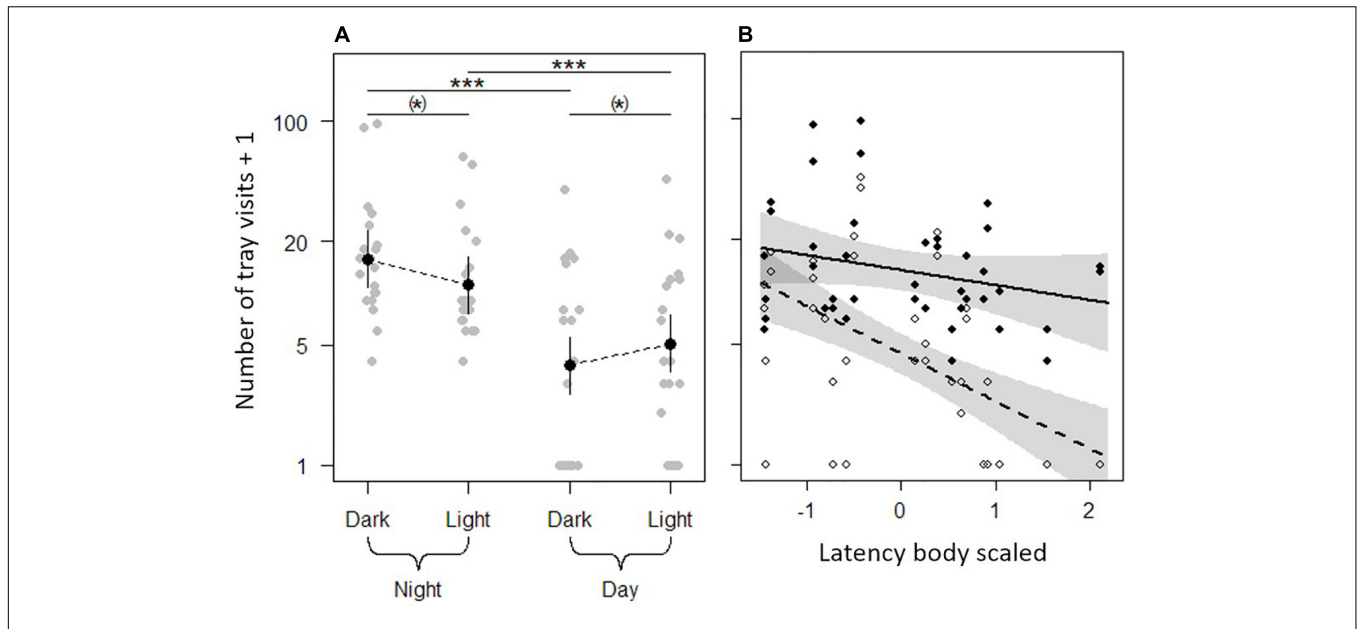 A
B
***
***
(*)
(*)
Number of tray visits + 1
100
20
5
1
Dark Light Dark Light
Night Day
-1 0 1 2
Latency body scaled